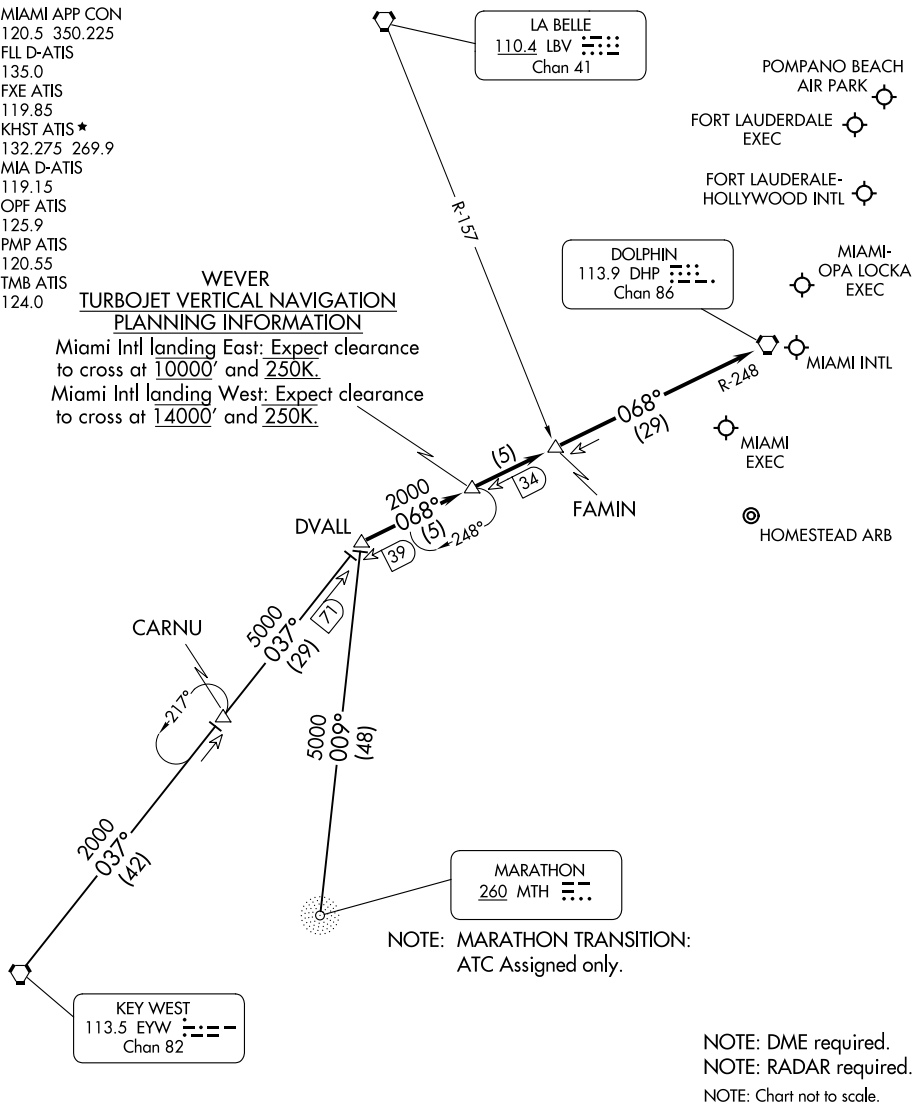 MIAMI APP CON
120.5 350.225
FLL D-ATIS
135.0
FXE ATIS
119.85
KHST ATIS★
132.275 269.9
MIA D-ATIS
119.15
OPF ATIS
125.9
PMP ATIS
120.55
TMB ATIS
124.0
LA BELLE
110.4 LBV
Chan 41
POMPANO BEACH
AIR PARK
FORT LAUDERDALE
EXEC
FORT LAUDERALE-
HOLLYWOOD INTL
R-157
DOLPHIN
113.9 DHP
Chan 86
MIAMI-
OPA LOCKA
EXEC
MIAMI INTL
R-248
WEVER
TURBOJET VERTICAL NAVIGATION
PLANNING INFORMATION
Miami Intl landing East: Expect clearance
to cross at 10000' and 250K.
Miami Intl landing West: Expect clearance
to cross at 14000' and 250K.
068°
(29)
MIAMI
EXEC
(5)
34
FAMIN
HOMESTEAD ARB
2000
068°
(5)
248°
39
DVALL
71
5000
037°
(29)
CARNU
217°
5000
009°
(48)
2000
037°
(42)
MARATHON
260 MTH
NOTE: MARATHON TRANSITION:
ATC Assigned only.
KEY WEST
113.5 EYW
Chan 82
NOTE: DME required.
NOTE: RADAR required.
NOTE: Chart not to scale.